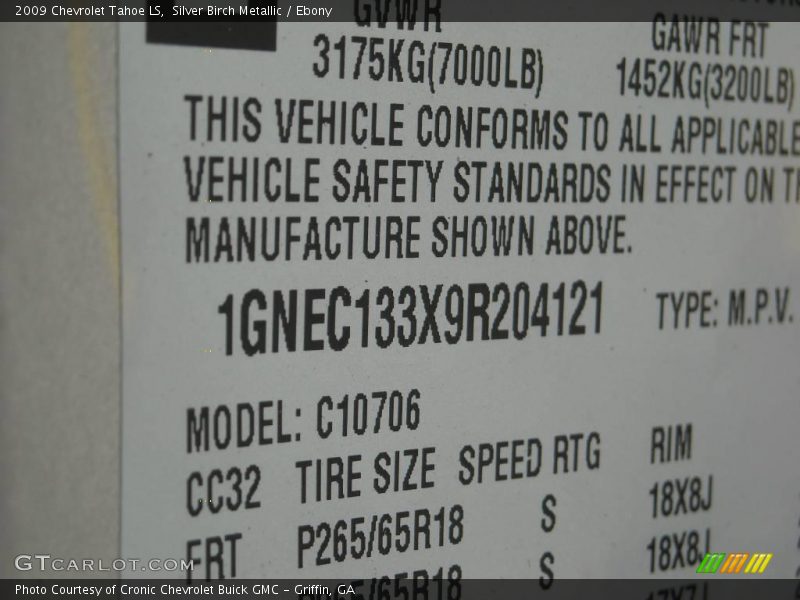 2009 Chevrolet Tahoe LS, Silver Birch Metallic / Ebony
GVWR
GAWR FRT
3175KG(7000LB)
1452KG(3200LB)
THIS VEHICLE CONFORMS TO ALL APPLICABLE
VEHICLE SAFETY STANDARDS IN EFFECT ON
MANUFACTURE SHOWN ABOVE.
1GNEC133X9R204121 TYPE: M.P.V.
MODEL: C10706
CC32 TIRE SIZE SPEED RTG RIM
FRT P265/65R18 S 18X8J
P265/65R18 S 18X8J
GTCARLOT.COM
Photo Courtesy of Cronic Chevrolet Buick GMC - Griffin, GA